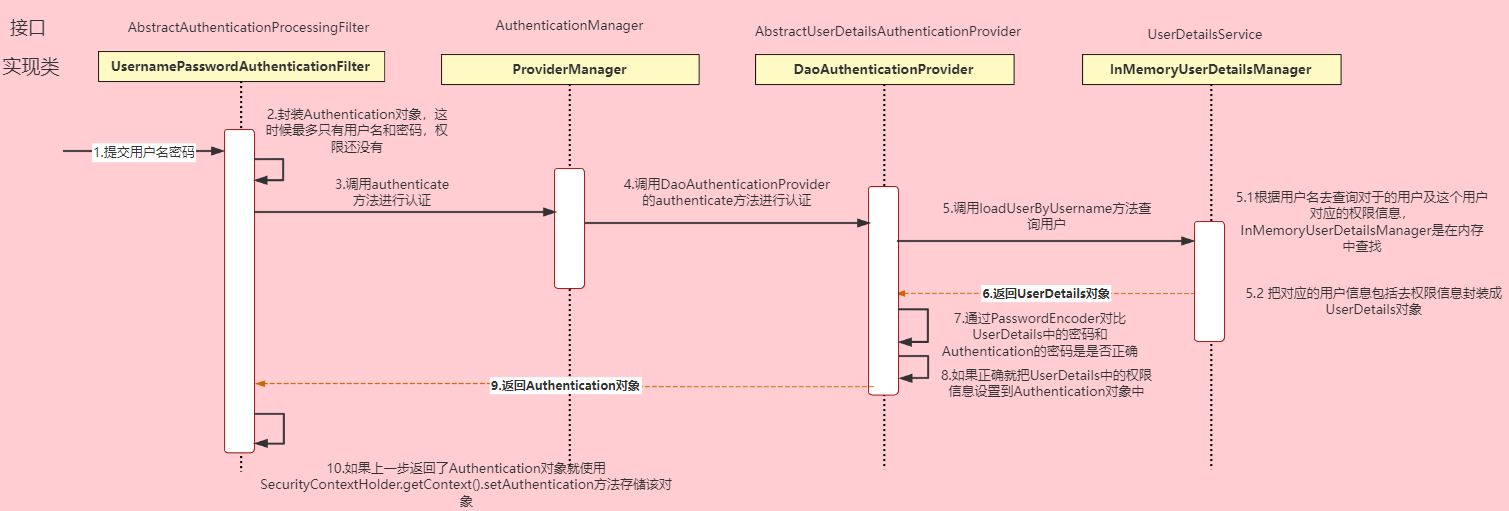 接口
AbstractAuthenticationProcessingFilter
AuthenticationManager
AbstractUserDetailsAuthenticationProvider
UserDetailsService
实现类
UsernamePasswordAuthenticationFilter
ProviderManager
DaoAuthenticationProvider
InMemoryUserDetailsManager
1.提交用户名密码
2.封装Authentication对象，这
时候最多只有用户名和密码，权
限还没有
3.调用authenticate
方法进行认证
4.调用DaoAuthenticationProvider
的authenticate方法进行认证
5.调用loadUserByUsername方法查
询用户
5.1根据用户名去查询对于的用户及这个用户
对应的权限信息，
InMemoryUserDetailsManager是在内存
中查找
5.2 把对应的用户信息包括去权限信息封装成
UserDetails对象
6.返回UserDetails对象
7.通过PasswordEncoder对比
UserDetails中的密码和
Authentication的密码是是否正确
8.如果正确就把UserDetails中的权限
信息设置到Authentication对象中
9.返回Authentication对象
10.如果上一步返回了Authentication对象就使用
SecurityContextHolder.getContext().setAuthentication方法存储该对
象